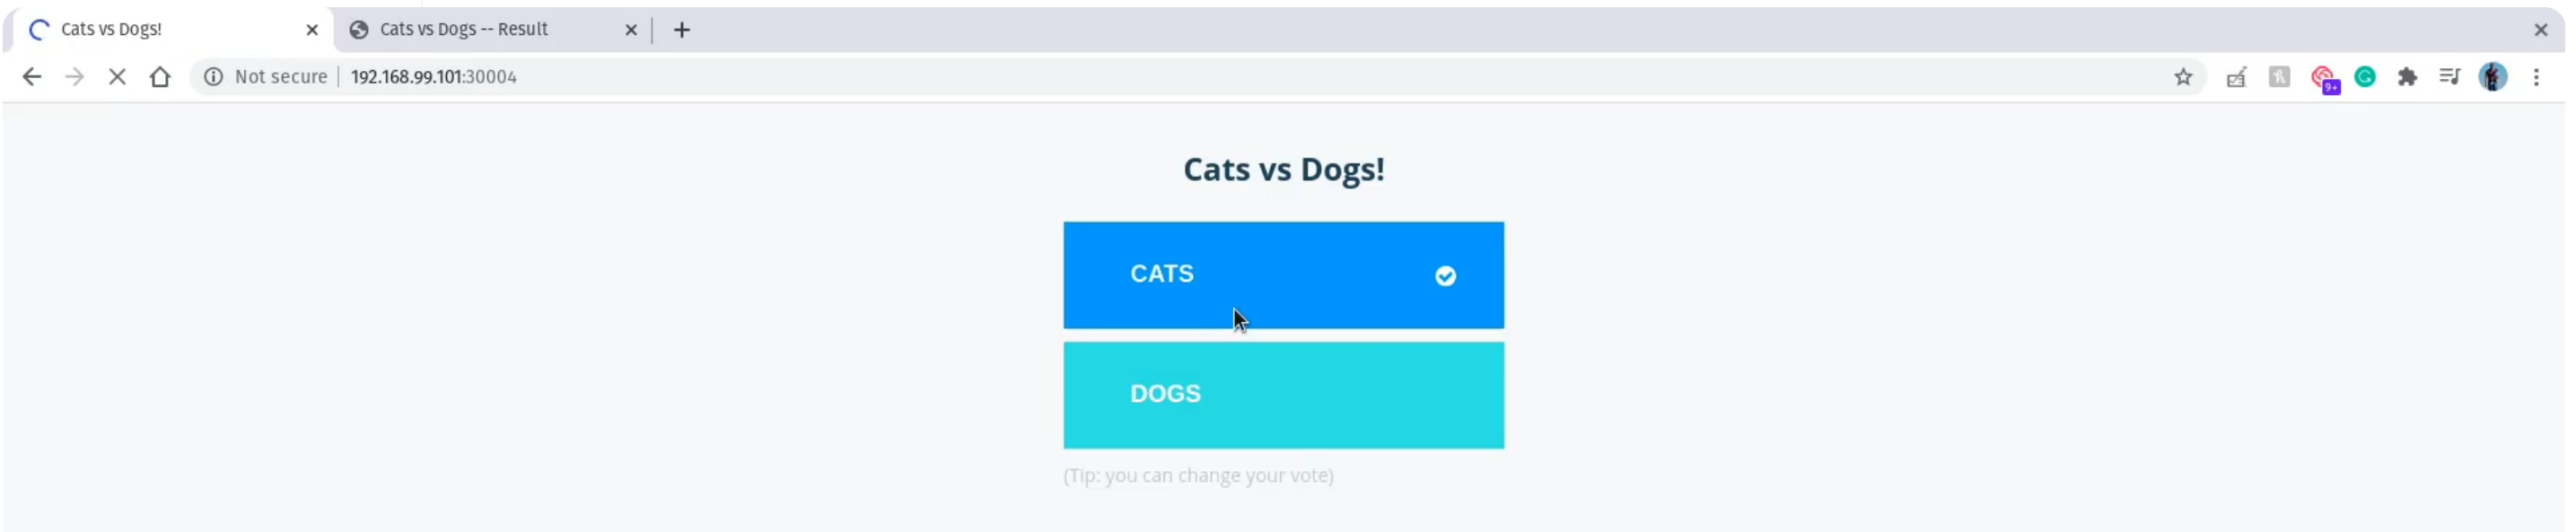 Cats vs Dogs!
Cats vs Dogs -- Result
Not secure
192.168.99.101:30004
9+
Cats vs Dogs!
CATS
DOGS
(Tip: you can change your vote)